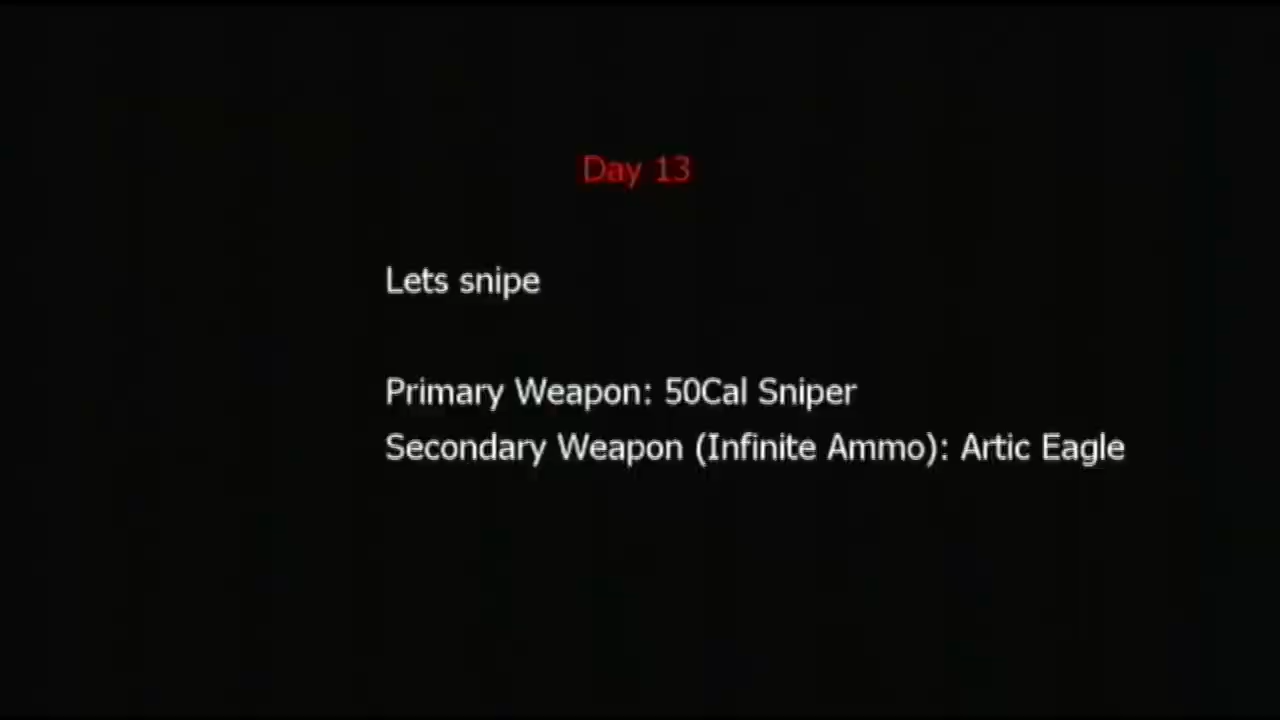 Day 13
Lets snipe
Primary Weapon: 50Cal Sniper
Secondary Weapon (Infinite Ammo): Artic Eagle